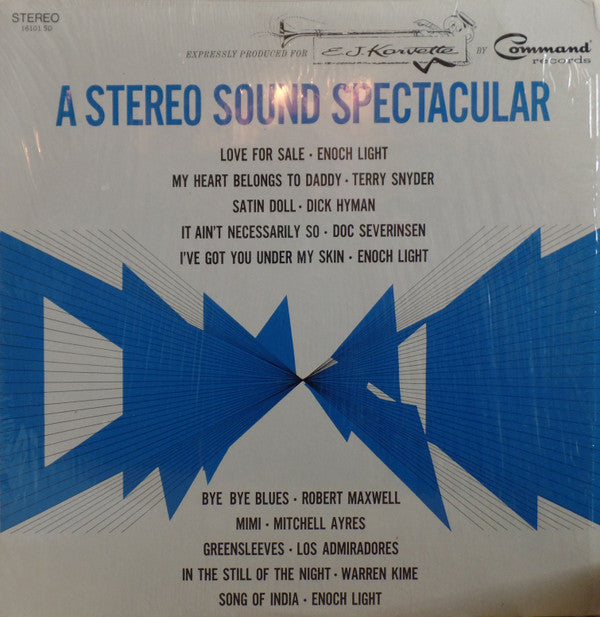 STEREO
16101 SD
EXPRESSLY PRODUCED FOR E.J. Korvette BY Command
records
A STEREO SOUND SPECTACULAR
LOVE FOR SALE · ENOCH LIGHT
MY HEART BELONGS TO DADDY · TERRY SNYDER
SATIN DOLL · DICK HYMAN
IT AIN'T NECESSARILY SO · DOC SEVERINSEN
I'VE GOT YOU UNDER MY SKIN · ENOCH LIGHT
BYE BYE BLUES · ROBERT MAXWELL
MIMI · MITCHELL AYRES
GREENSLEEVES · LOS ADMIRADORES
IN THE STILL OF THE NIGHT · WARREN KIME
SONG OF INDIA · ENOCH LIGHT